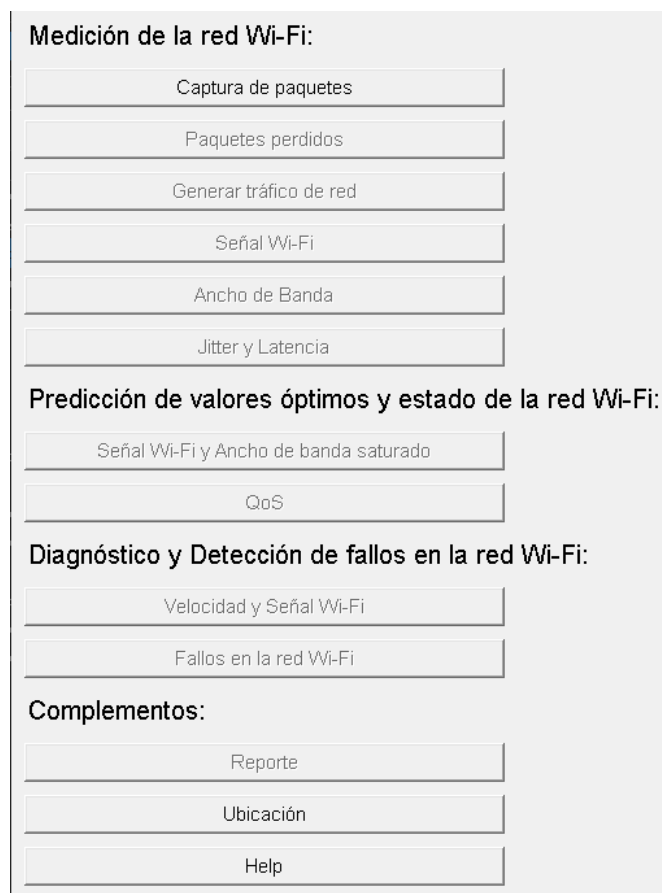 Medición de la red Wi-Fi:
Captura de paquetes
Paquetes perdidos
Generar tráfico de red
Señal Wi-Fi
Ancho de Banda
Jitter y Latencia
Predicción de valores óptimos y estado de la red Wi-Fi:
Señal Wi-Fi y Ancho de banda saturado
QoS
Diagnóstico y Detección de fallos en la red Wi-Fi:
Velocidad y Señal Wi-Fi
Fallos en la red Wi-Fi
Complementos:
Reporte
Ubicación
Help